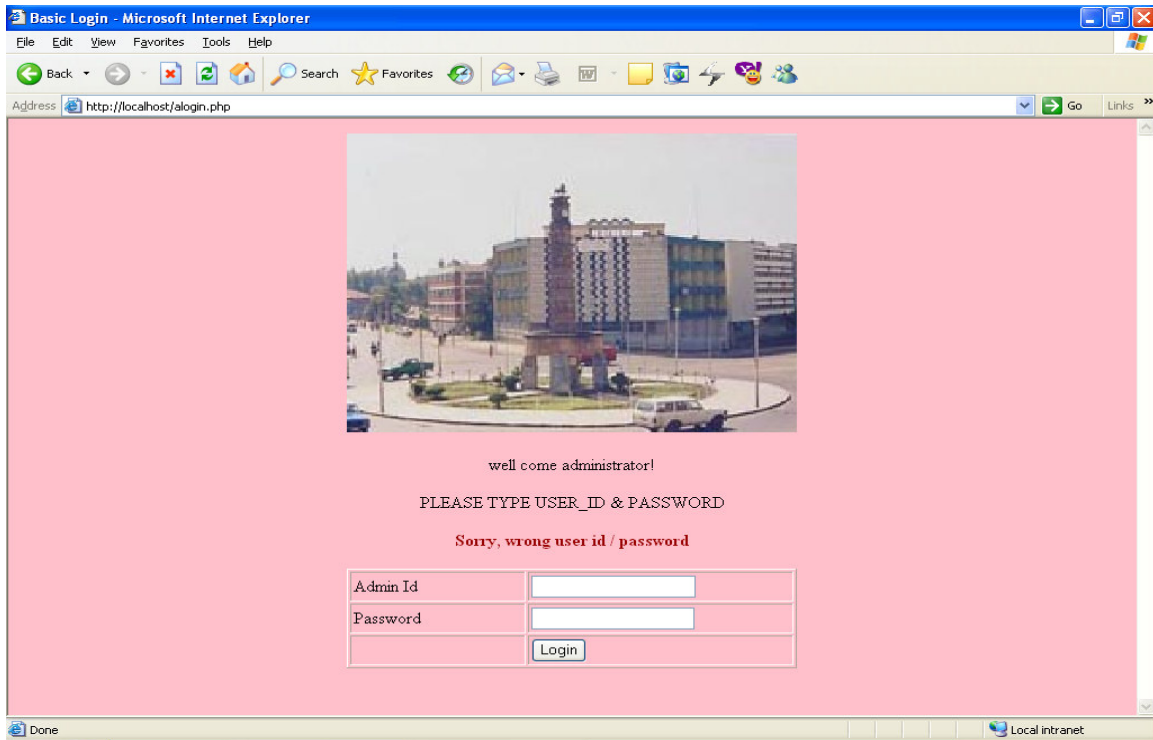 Basic Login - Microsoft Internet Explorer
File Edit View Favorites Tools Help
Back Search Favorites
Address http://localhost/alogin.php Go Links »
well come administrator!
PLEASE TYPE USER_ID & PASSWORD
Sorry, wrong user id / password
Admin Id
Password
Login
Done Local intranet